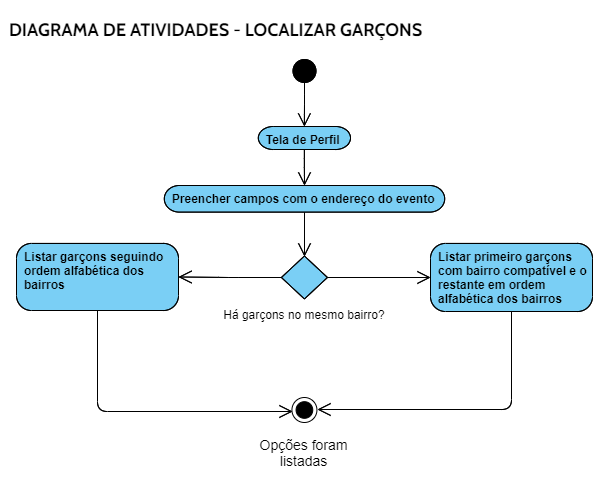 DIAGRAMA DE ATIVIDADES - LOCALIZAR GARÇONS
Tela de Perfil
Preencher campos com o endereço do evento
Listar garçons seguindo
ordem alfabética dos
bairros
Listar primeiro garçons
com bairro compatível e o
restante em ordem
alfabética dos bairros
Há garçons no mesmo bairro?
Opções foram
listadas